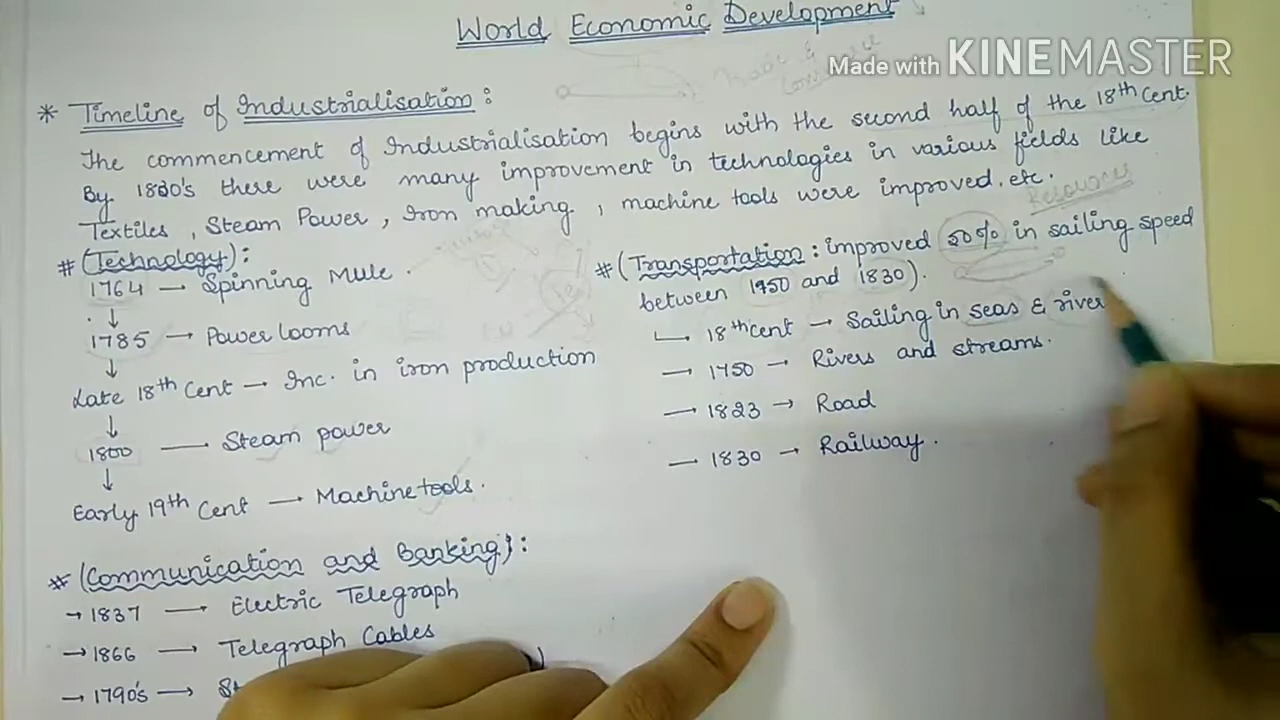 World Economic Development
Made with KINEMASTER
* Timeline of Industrialisation :
The commencement of Industrialisation begins with the second half of the 18th Cent.
By 1830's there were many improvement in technologies in various fields like
Textiles, Steam Power, Iron making, machine tools were improved. etc.
Resources
# (Technology) :
1764 → Spinning Mule.
↓
1785 → Power looms
↓
Late 18th Cent — Inc. in iron production
↓
1800 — Steam power
↓
Early 19th Cent — Machine tools.
# (Transportation : improved 50% in sailing speed
between 1750 and 1830).
↳ 18th cent → Sailing in seas & river
→ 1750 → Rivers and streams.
→ 1823 → Road
→ 1830 → Railway.
# (Communication and Banking) :
→ 1837 → Electric Telegraph
→ 1866 → Telegraph Cables
→ 1790's →